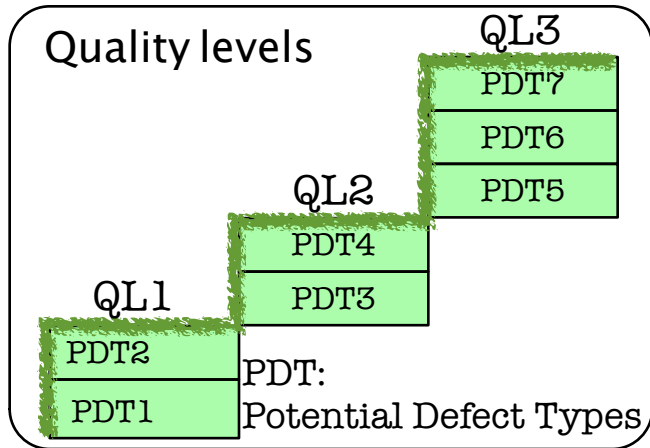 Quality levels
QL3
PDT7
PDT6
PDT5
QL2
PDT4
PDT3
QL1
PDT2
PDT1
PDT:
Potential Defect Types